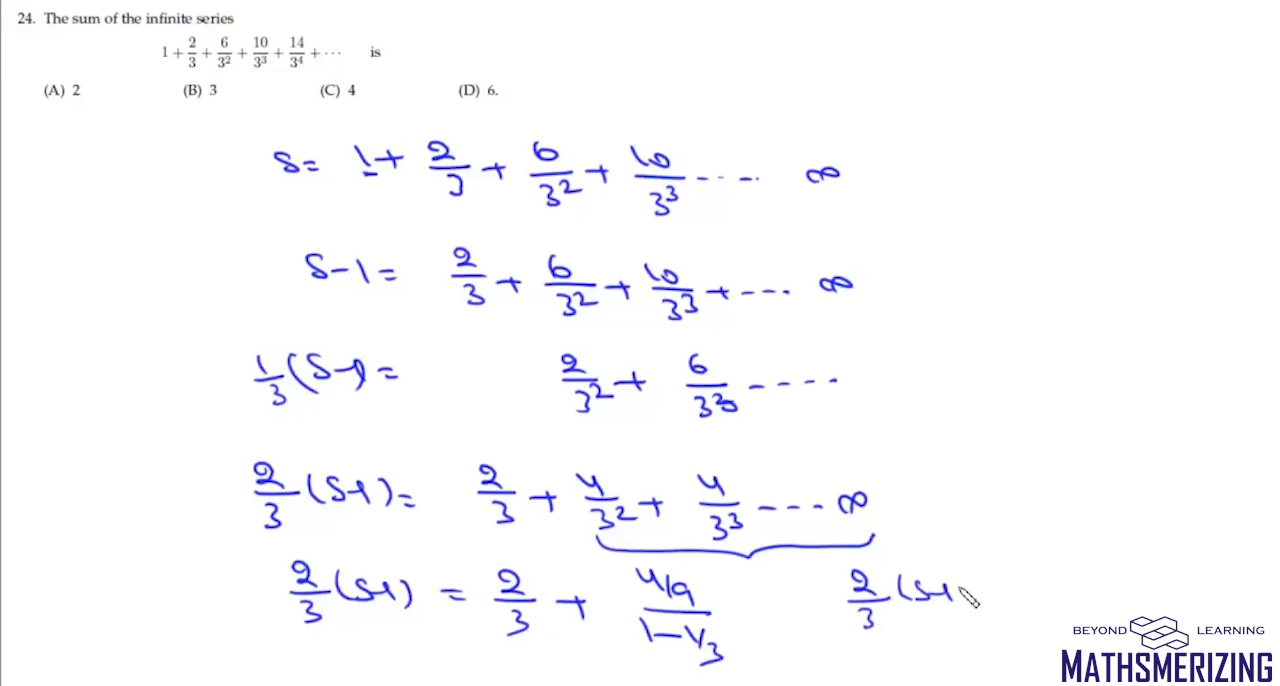 24. The sum of the infinite series
1 + 2/3 + 6/3² + 10/3³ + 14/3⁴ + ⋯ is
(A) 2 (B) 3 (C) 4 (D) 6.
S = 1 + 2/3 + 6/3² + 10/3³ ---- ∞
S-1 = 2/3 + 6/3² + 10/3³ + ---- ∞
1/3 (S-1) = 2/3² + 6/3³ ----
2/3 (S-1) = 2/3 + 4/3² + 4/3³ ---- ∞
2/3 (S-1) = 2/3 + (4/9)/(1-1/3) 2/3 (S-1
BEYOND LEARNING
MATHSMERIZING